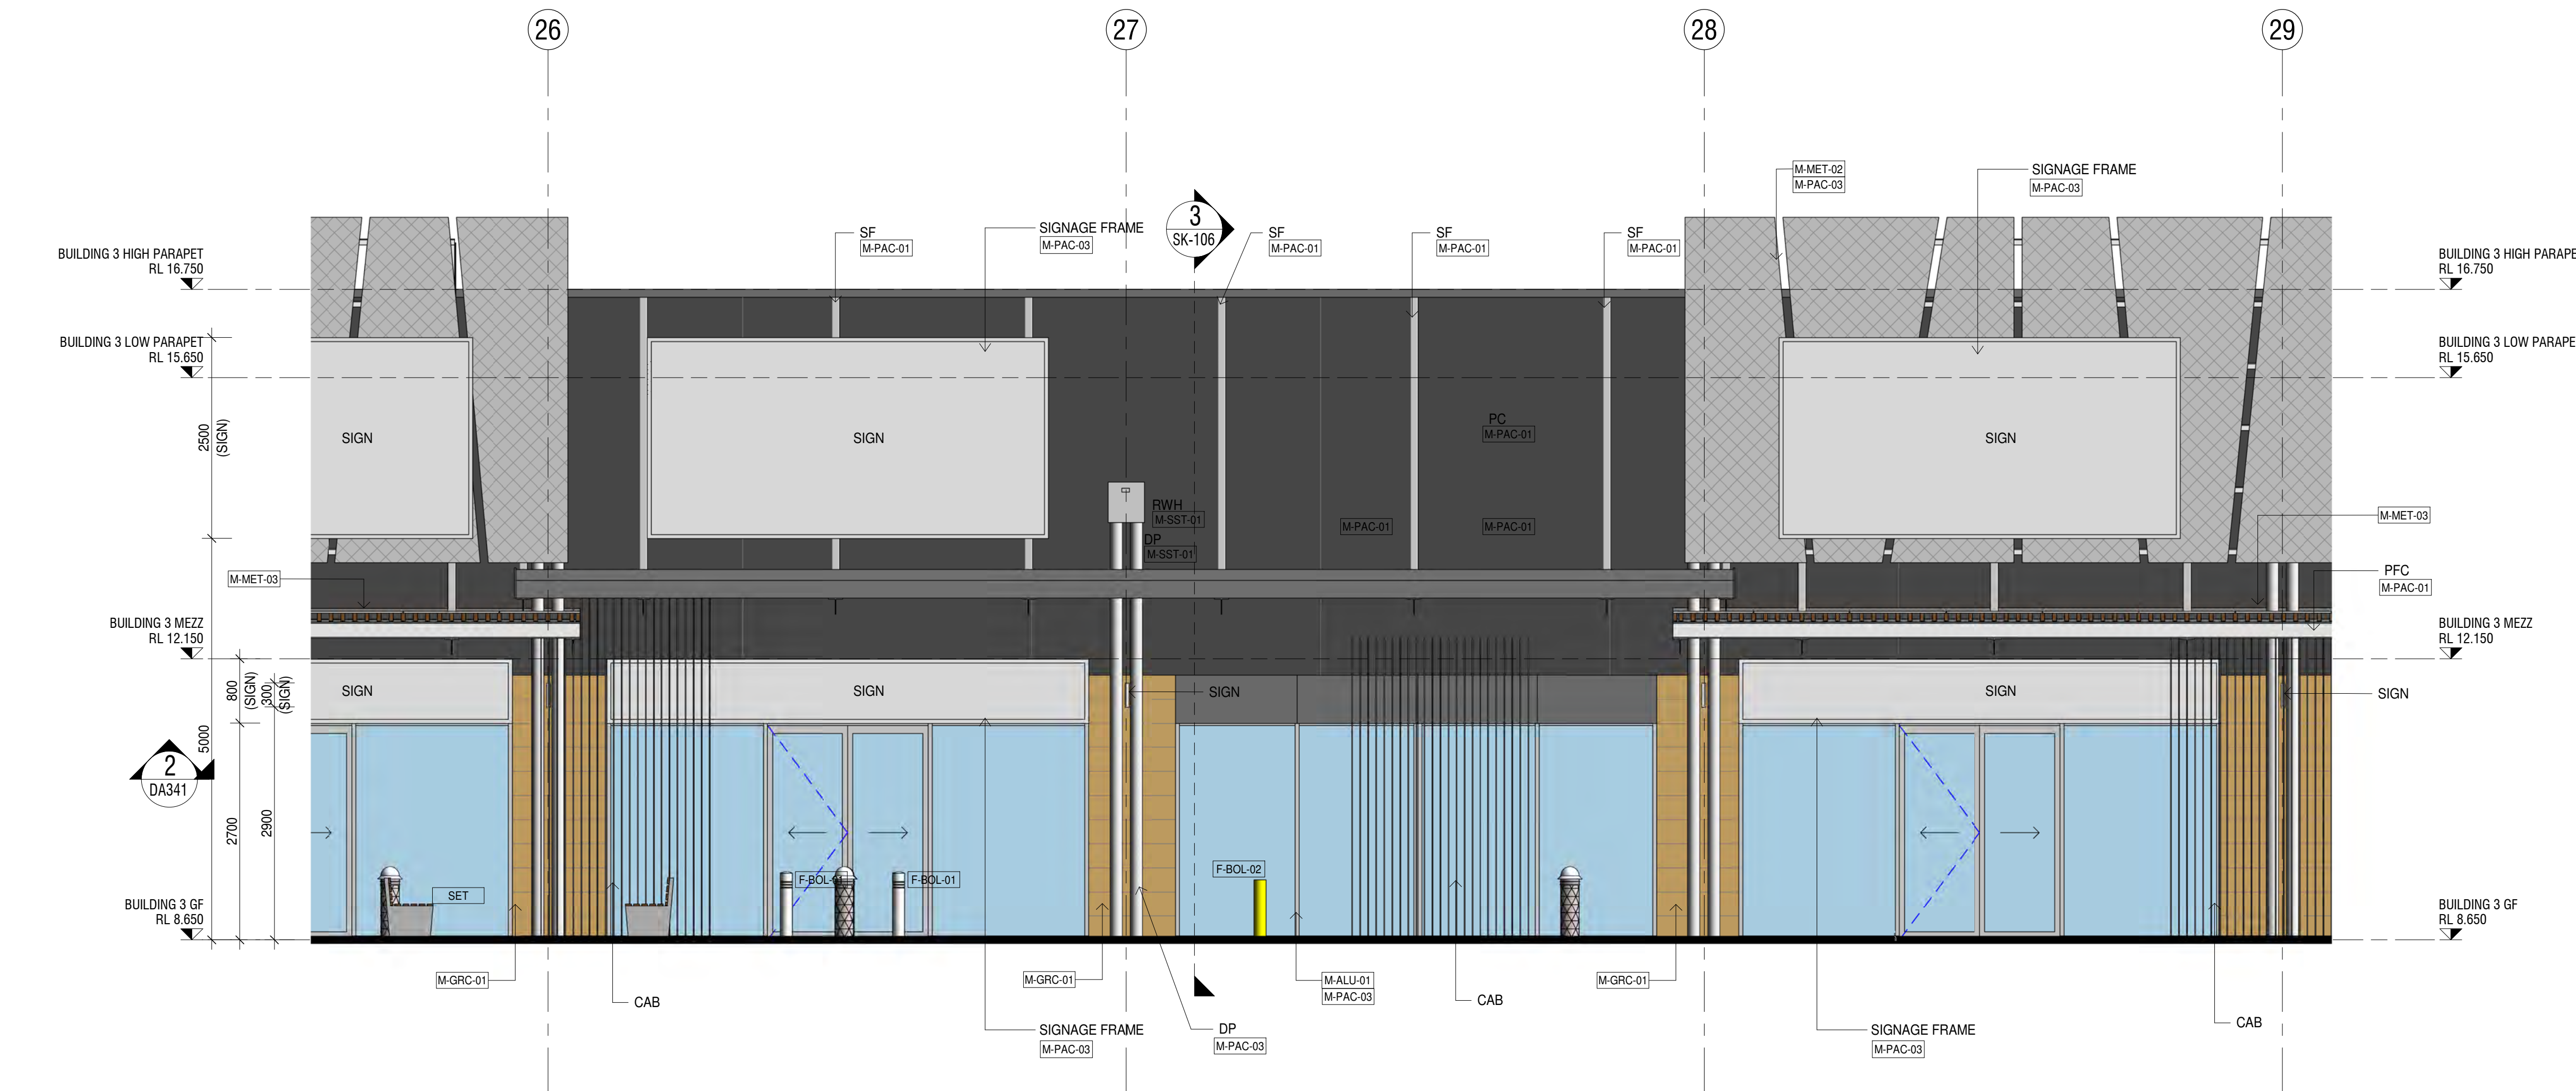 26
27
28
29
M-MET-02
M-PAC-03
SIGNAGE FRAME
M-PAC-03
3
SK-106
SF
M-PAC-01
SIGNAGE FRAME
M-PAC-03
SF
M-PAC-01
SF
M-PAC-01
SF
M-PAC-01
BUILDING 3 HIGH PARAPET
RL 16.750
BUILDING 3 HIGH PARAPE
RL 16.750
BUILDING 3 LOW PARAPET
RL 15.650
BUILDING 3 LOW PARAPE
RL 15.650
2500
(SIGN)
SIGN
SIGN
PC
M-PAC-01
SIGN
RWH
M-SST-01
M-PAC-01
M-PAC-01
M-MET-03
DP
M-SST-01
M-MET-03
PFC
M-PAC-01
BUILDING 3 MEZZ
RL 12.150
BUILDING 3 MEZZ
RL 12.150
800
(SIGN)
300
(SIGN)
SIGN
SIGN
SIGN
SIGN
SIGN
5000
2
DA341
2700
2900
F-BOL-02
F-BOL-01
F-BOL-01
SET
BUILDING 3 GF
RL 8.650
BUILDING 3 GF
RL 8.650
M-GRC-01
M-GRC-01
M-ALU-01
M-PAC-03
M-GRC-01
CAB
CAB
CAB
SIGNAGE FRAME
M-PAC-03
DP
M-PAC-03
SIGNAGE FRAME
M-PAC-03